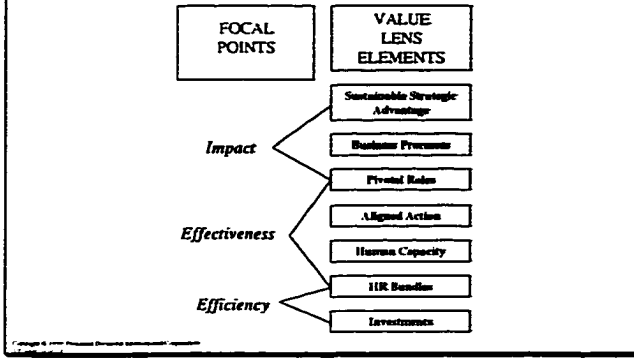 FOCAL
POINTS
VALUE
LENS
ELEMENTS
Sustainable Strategic
Advantage
Impact
Business Processes
Pivotal Roles
Aligned Action
Effectiveness
Human Capacity
HR Bundles
Efficiency
Investments